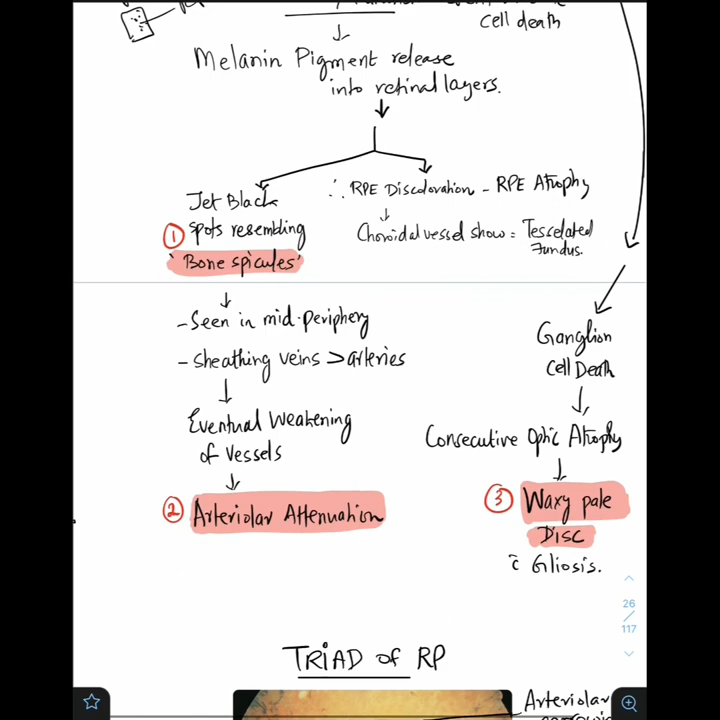 cell death
Melanin Pigment release
into retinal layers.
Jet Black
① spots resembling
'Bone spicules'
∴ RPE Discoloration - RPE Atrophy
Choroidal vessel show = Tesselated
Fundus.
- Seen in mid-periphery
- sheathing veins > arteries
Eventual Weakening
of Vessels
② Arteriolar Attenuation
Ganglion
Cell Death
Consecutive Optic Atrophy
③ Waxy pale
Disc
c̄ Gliosis.
26
/
117
TRIAD of RP
Arteriolar